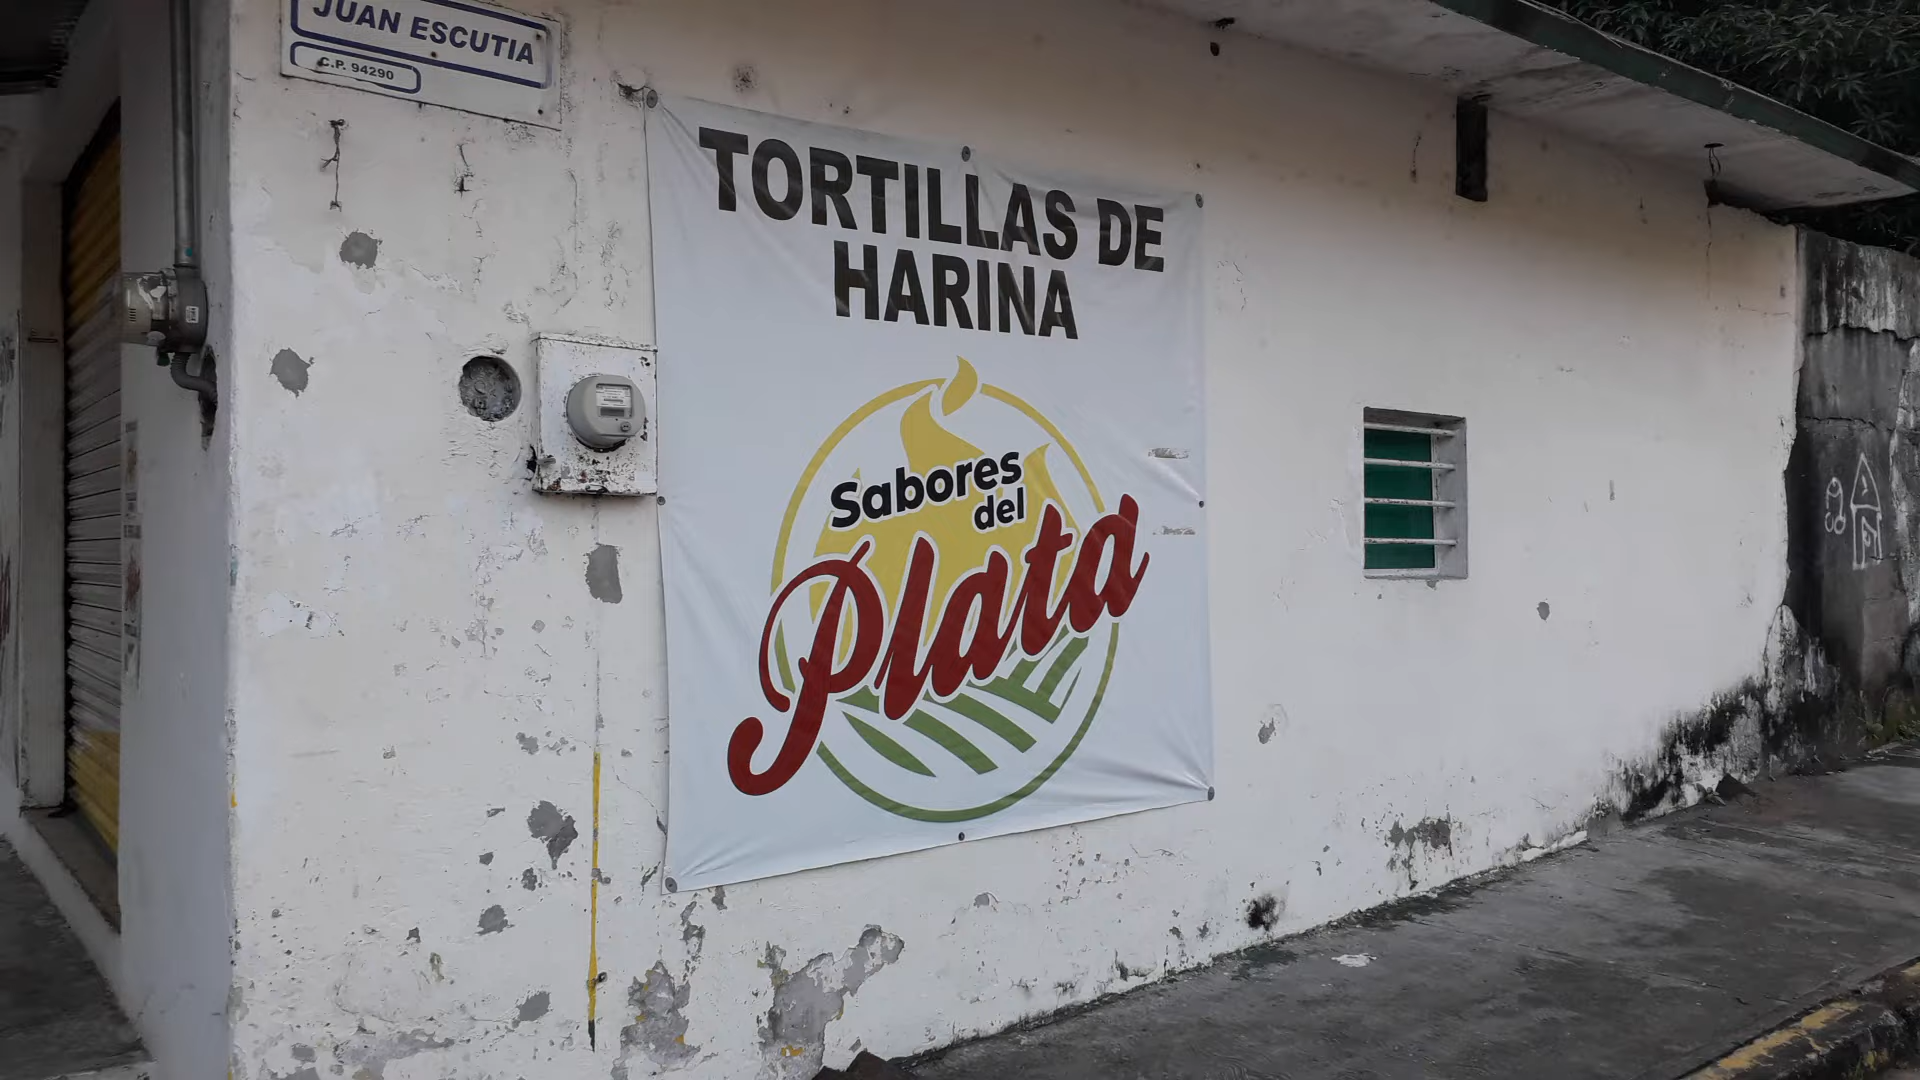 JUAN ESCUTIA
C.P. 94290
TORTILLAS DE
HARINA
Sabores
del
Plata